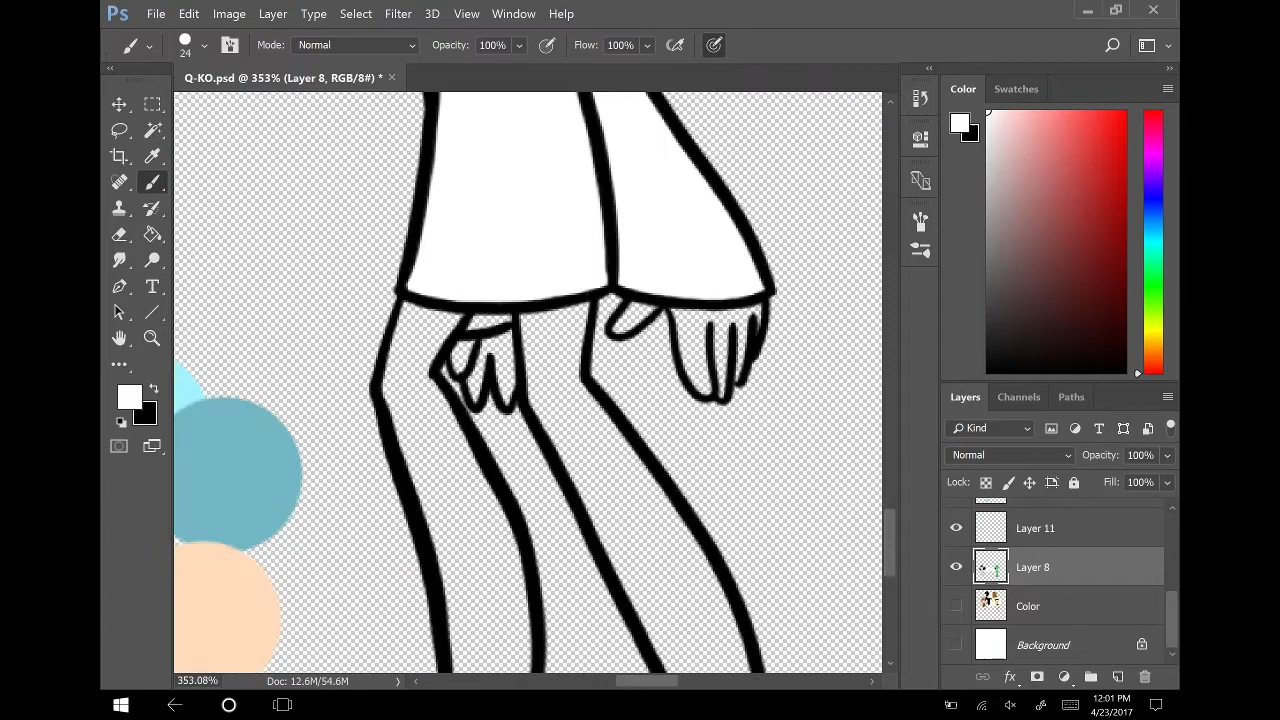 Ps File Edit Image Layer Type Select Filter 3D View Window Help
24 Mode: Normal Opacity: 100% Flow: 100%
Q-KO.psd @ 353% (Layer 8, RGB/8#) *
Color Swatches
Layers Channels Paths
Kind
Normal Opacity: 100%
Lock: Fill: 100%
Layer 11
Layer 8
Color
Background
353.08% Doc: 12.6M/54.6M
fx
12:01 PM
4/23/2017